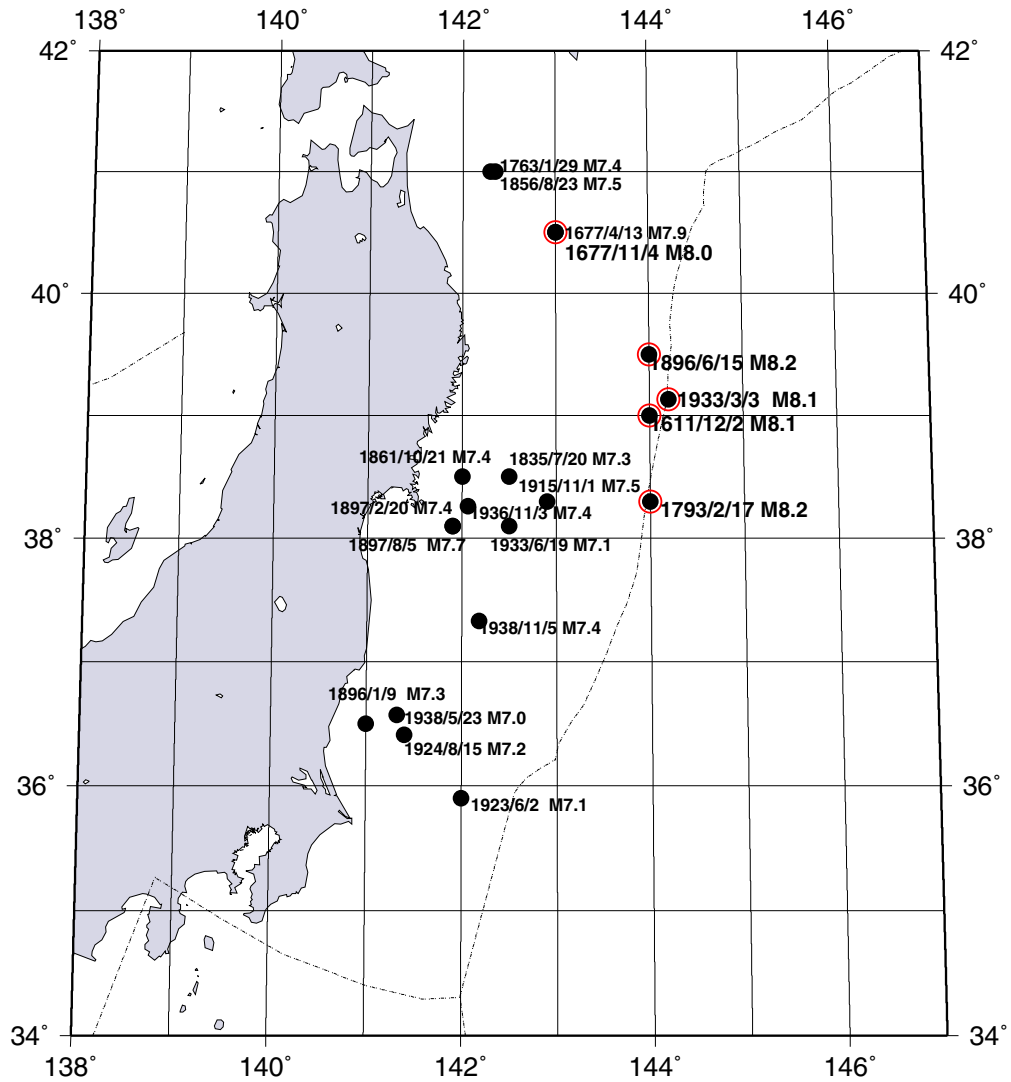 138˚ 140˚ 142˚ 144˚ 146˚
42˚ 42˚
1763/1/29 M7.4
1856/8/23 M7.5
1677/4/13 M7.9
1677/11/4 M8.0
40˚ 40˚
1896/6/15 M8.2
1933/3/3 M8.1
1611/12/2 M8.1
1861/10/21 M7.4 1835/7/20 M7.3
1915/11/1 M7.5
1897/2/20 M7.4 1936/11/3 M7.4 1793/2/17 M8.2
38˚ 38˚
1897/8/5 M7.7 1933/6/19 M7.1
1938/11/5 M7.4
1896/1/9 M7.3
1938/5/23 M7.0
1924/8/15 M7.2
36˚ 36˚
1923/6/2 M7.1
34˚ 34˚
138˚ 140˚ 142˚ 144˚ 146˚